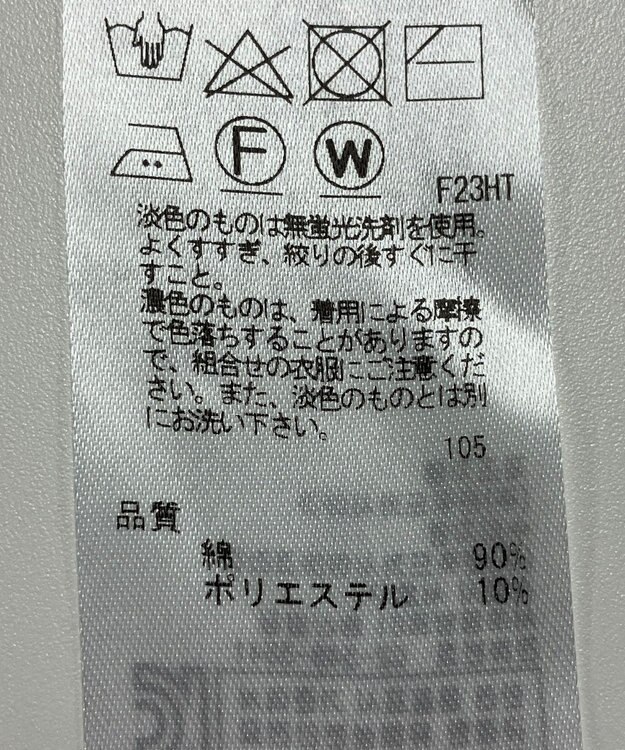 F
W
F23HT
淡色のものは無蛍光洗剤を使用。
よくすすぎ、絞りの後すぐに干
すこと。
濃色のものは、着用による摩擦
で色落ちすることがありますの
で、組合せの衣服にご注意くだ
さい。また、淡色のものとは別
にお洗い下さい。
105
品質
綿 90%
ポリエステル 10%